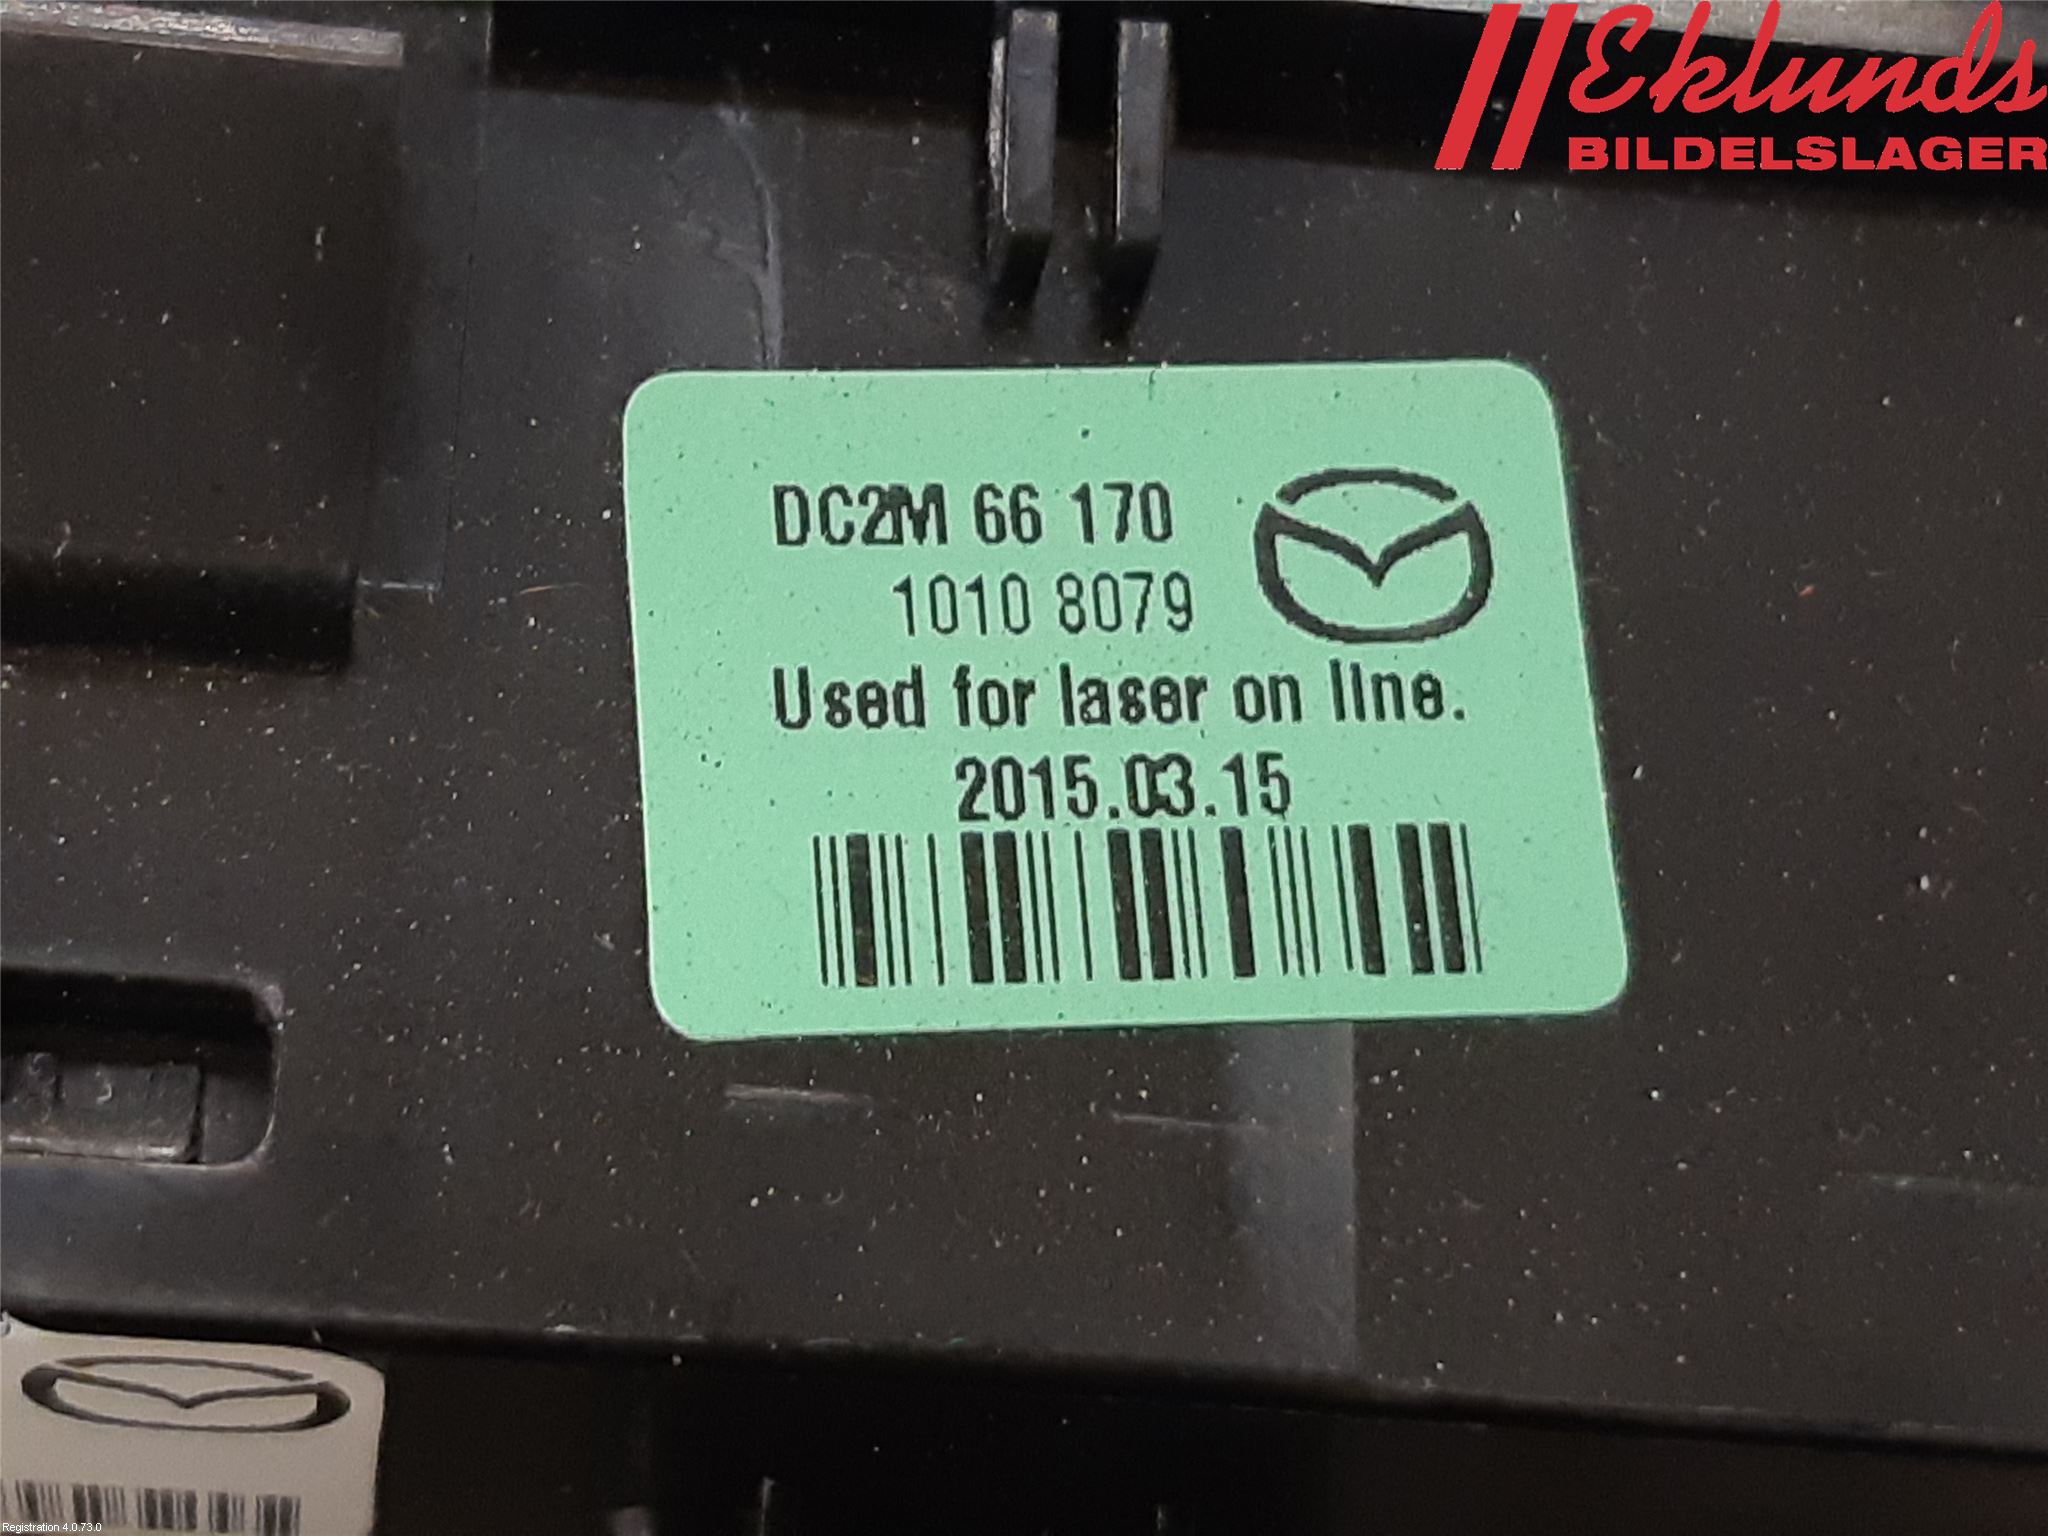 Eklunds
BILDELSLAGER
DC2M 66 170
1010 8079
Used for laser on line.
2015.03.15
Registration 4.0.73.0